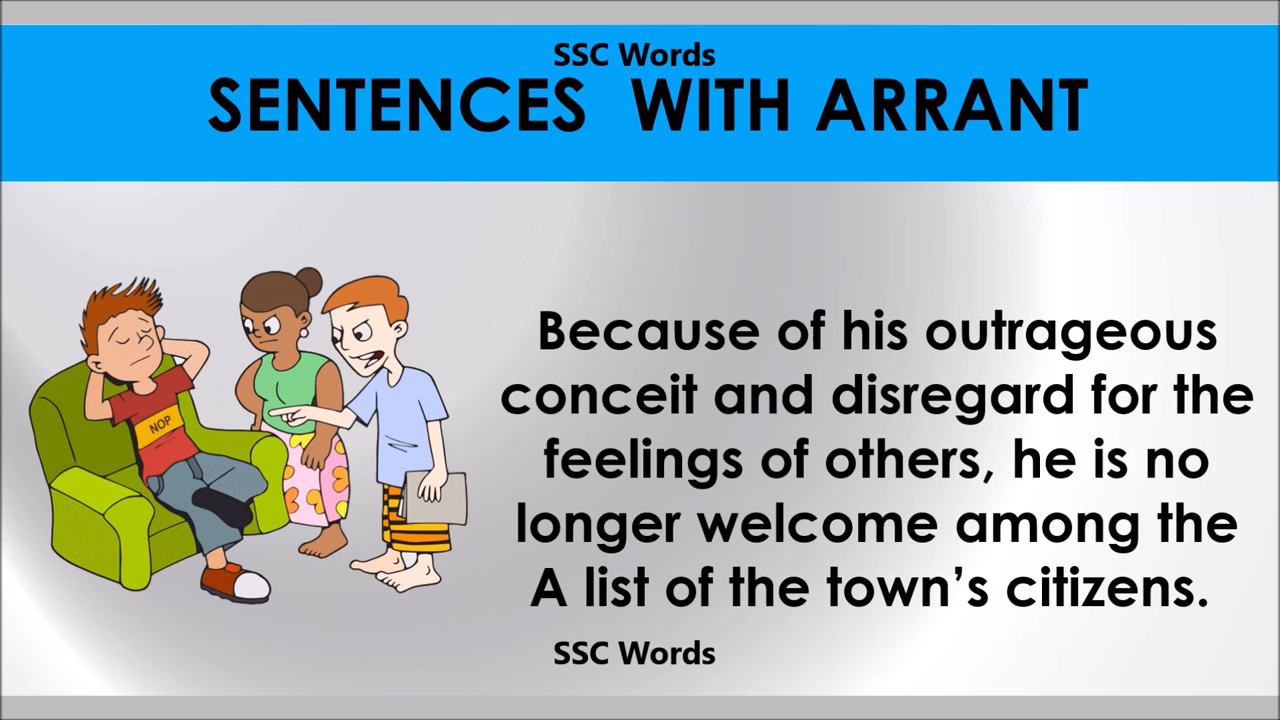 SSC Words
SENTENCES WITH ARRANT
NOP
Because of his outrageous
conceit and disregard for the
feelings of others, he is no
longer welcome among the
A list of the town’s citizens.
SSC Words